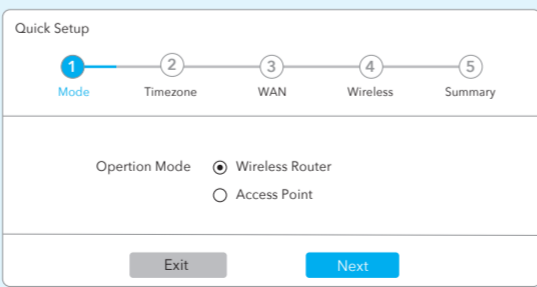 Quick Setup
1 2 3 4 5
Mode Timezone WAN Wireless Summary
Opertion Mode Wireless Router
Access Point
Exit Next